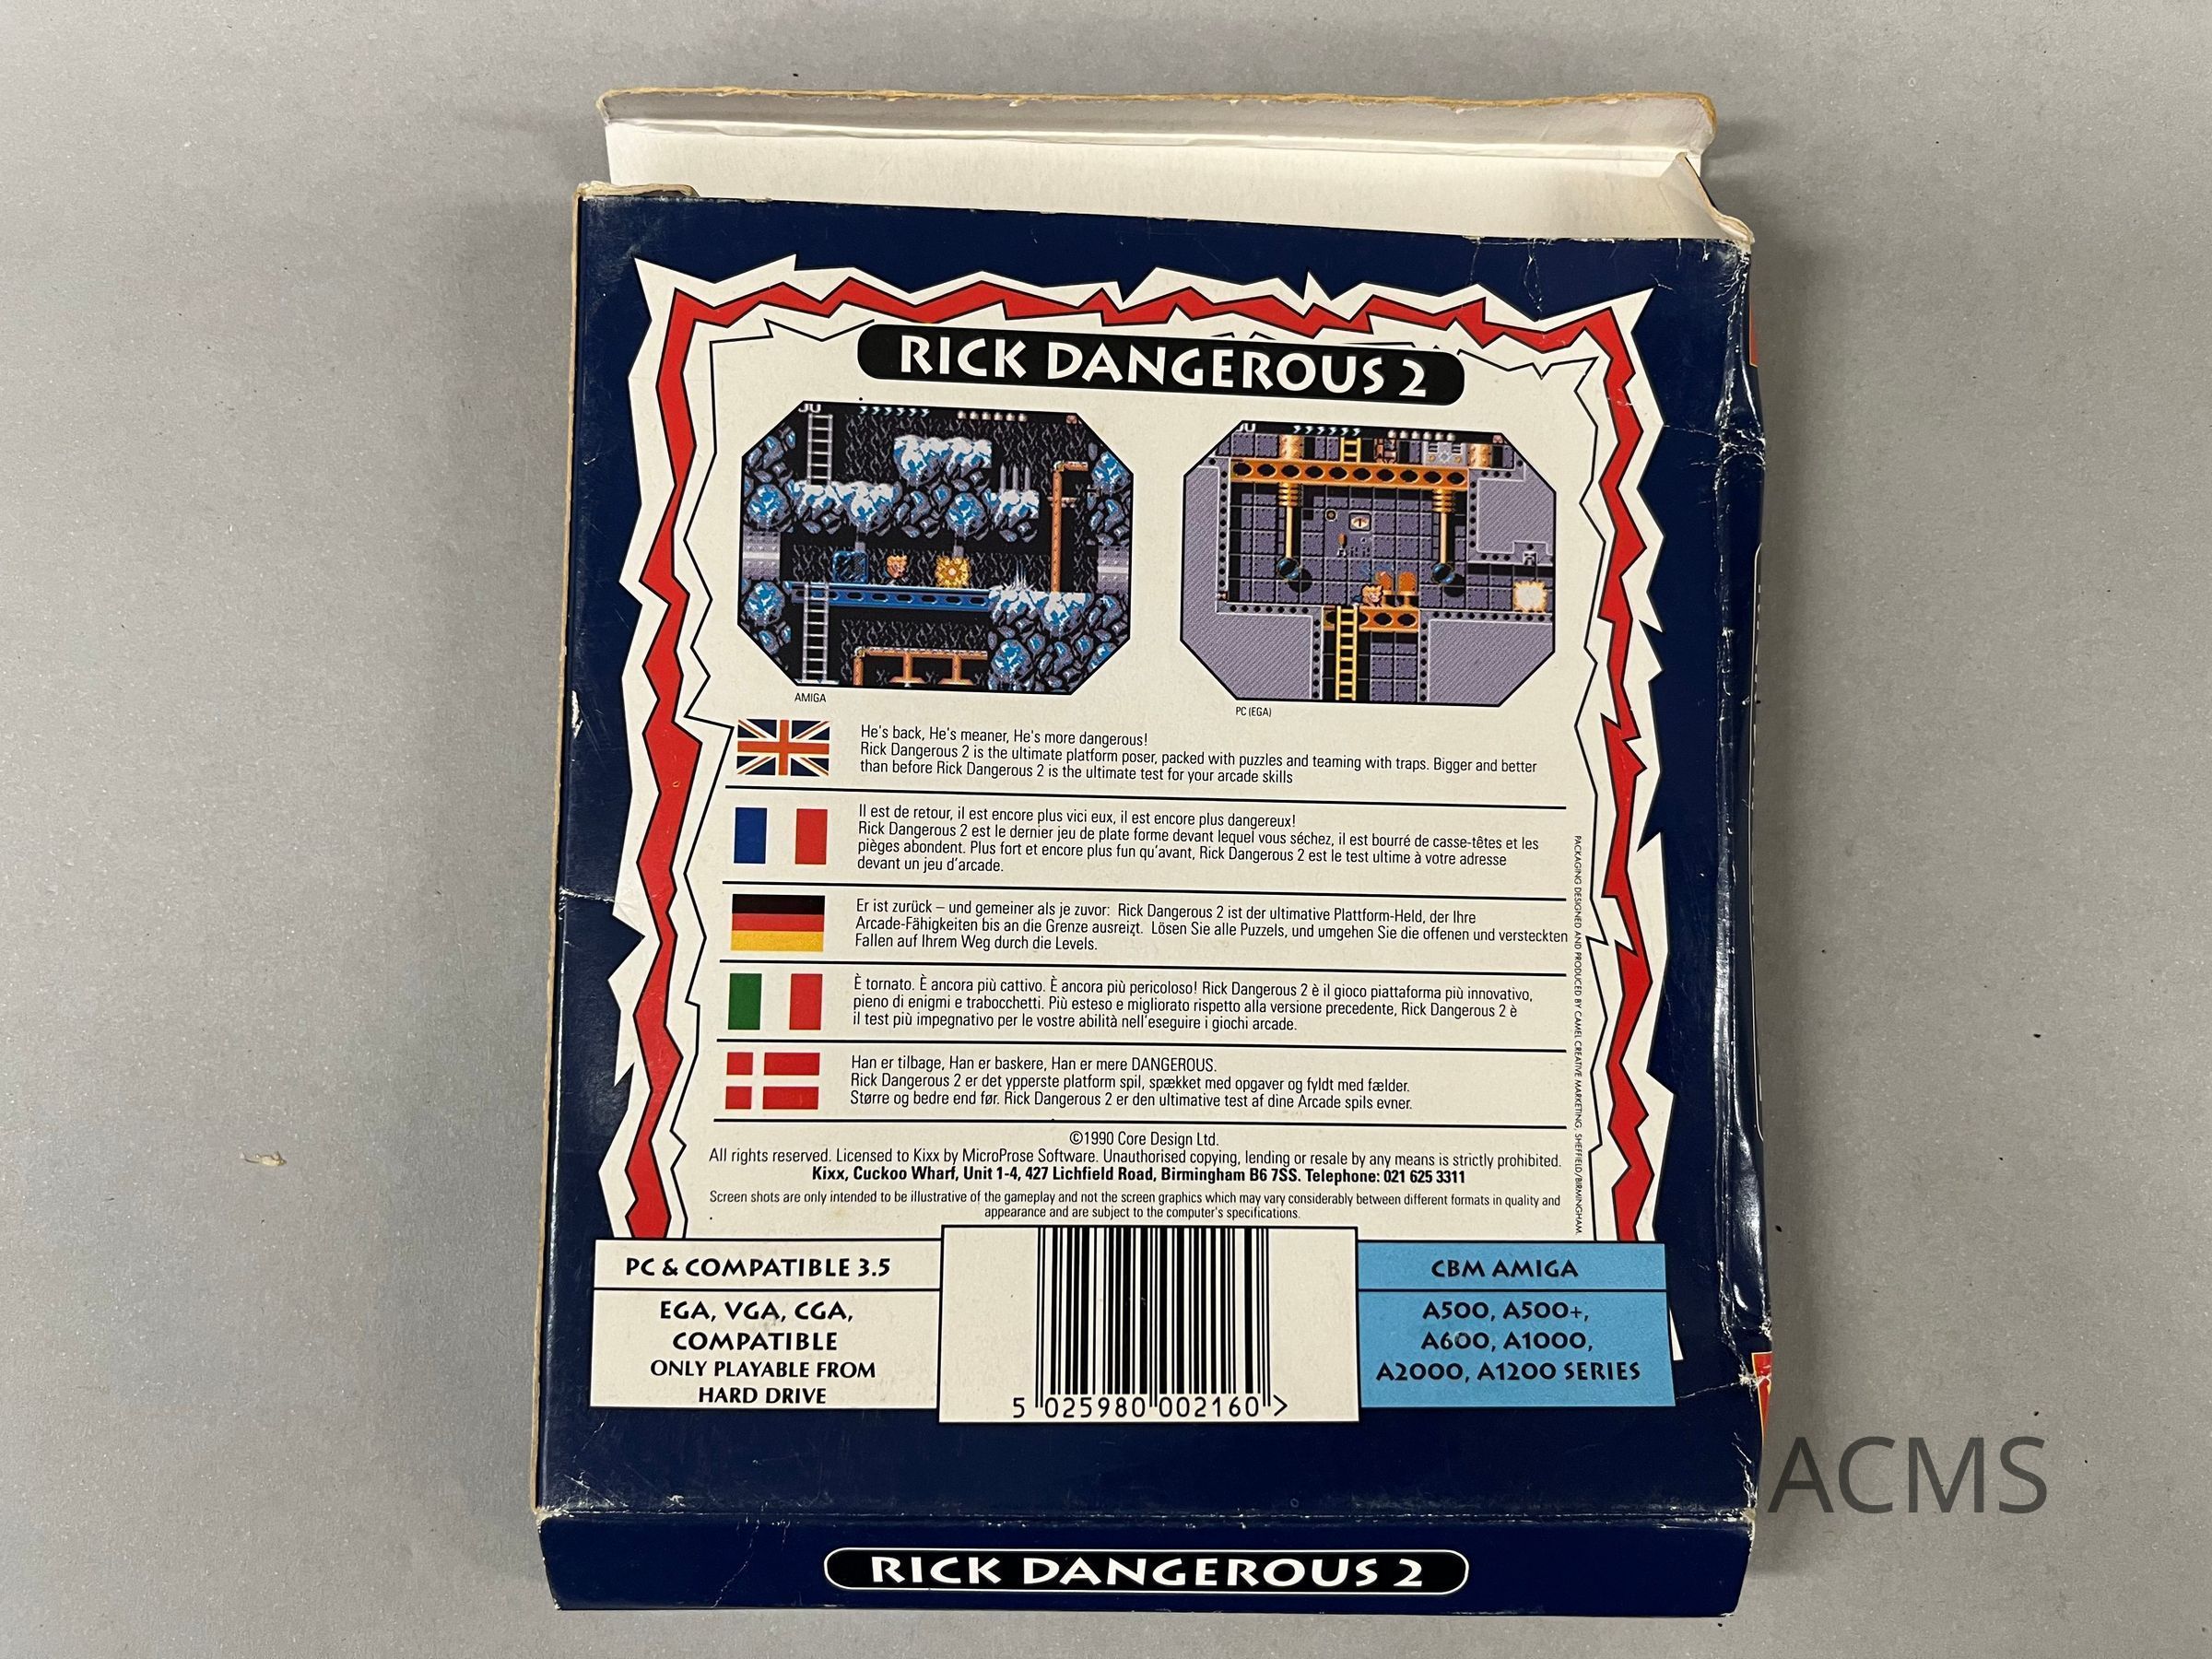 RICK DANGEROUS 2
AMIGA
PC (EGA)
He's back, He's meaner, He's more dangerous!
Rick Dangerous 2 is the ultimate platform poser, packed with puzzles and teaming with traps. Bigger and better
than before Rick Dangerous 2 is the ultimate test for your arcade skills
Il est de retour, il est encore plus vici eux, il est encore plus dangereux!
Rick Dangerous 2 est le dernier jeu de plate forme devant lequel vous séchez, il est bourré de casse-têtes et les
pièges abondent. Plus fort et encore plus fun qu'avant, Rick Dangerous 2 est le test ultime à votre adresse
devant un jeu d'arcade.
Er ist zurück – und gemeiner als je zuvor: Rick Dangerous 2 ist der ultimative Plattform-Held, der Ihre
Arcade-Fähigkeiten bis an die Grenze ausreizt. Lösen Sie alle Puzzels, und umgehen Sie die offenen und versteckten
Fallen auf Ihrem Weg durch die Levels.
È tornato. È ancora più cattivo. È ancora più pericoloso! Rick Dangerous 2 è il gioco piattaforma più innovativo,
pieno di enigmi e trabocchetti. Più esteso e migliorato rispetto alla versione precedente, Rick Dangerous 2 è
il test più impegnativo per le vostre abilità nell'eseguire i giochi arcade.
Han er tilbage, Han er baskere, Han er mere DANGEROUS.
Rick Dangerous 2 er det ypperste platform spil, spækket med opgaver og fyldt med fælder.
Større og bedre end før. Rick Dangerous 2 er den ultimative test af dine Arcade spils evner.
©1990 Core Design Ltd.
All rights reserved. Licensed to Kixx by MicroProse Software. Unauthorised copying, lending or resale by any means is strictly prohibited.
Kixx, Cuckoo Wharf, Unit 1-4, 427 Lichfield Road, Birmingham B6 7SS. Telephone: 021 625 3311
Screen shots are only intended to be illustrative of the gameplay and not the screen graphics which may vary considerably between different formats in quality and
appearance and are subject to the computer's specifications.
PACKAGING DESIGNED AND PRODUCED BY CAMEL CREATIVE MARKETING, SHEFFIELD/BIRMINGHAM.
PC & COMPATIBLE 3.5
EGA, VGA, CGA,
COMPATIBLE
ONLY PLAYABLE FROM
HARD DRIVE
5 025980 002160 >
CBM AMIGA
A500, A500+,
A600, A1000,
A2000, A1200 SERIES
RICK DANGEROUS 2
ACMS